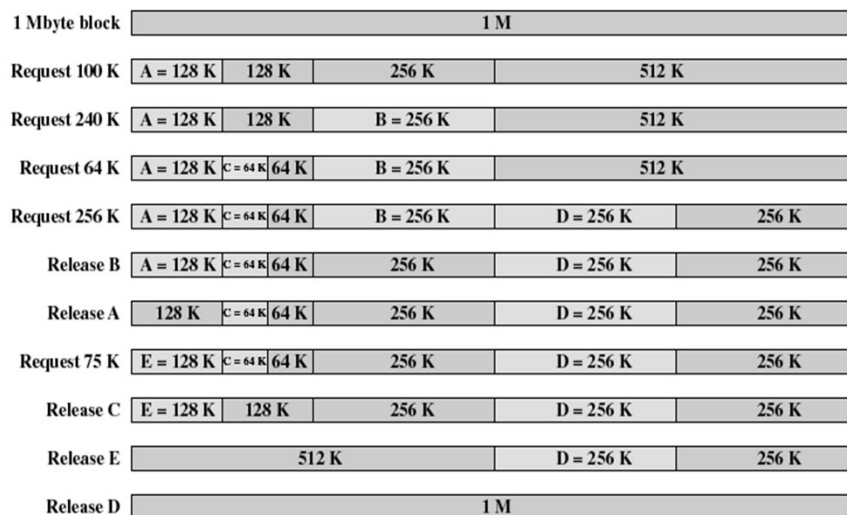 1 Mbyte block 1 M
Request 100 K A = 128 K 128 K 256 K 512 K
Request 240 K A = 128 K 128 K B = 256 K 512 K
Request 64 K A = 128 K C = 64 K 64 K B = 256 K 512 K
Request 256 K A = 128 K C = 64 K 64 K B = 256 K D = 256 K 256 K
Release B A = 128 K C = 64 K 64 K 256 K D = 256 K 256 K
Release A 128 K C = 64 K 64 K 256 K D = 256 K 256 K
Request 75 K E = 128 K C = 64 K 64 K 256 K D = 256 K 256 K
Release C E = 128 K 128 K 256 K D = 256 K 256 K
Release E 512 K D = 256 K 256 K
Release D 1 M